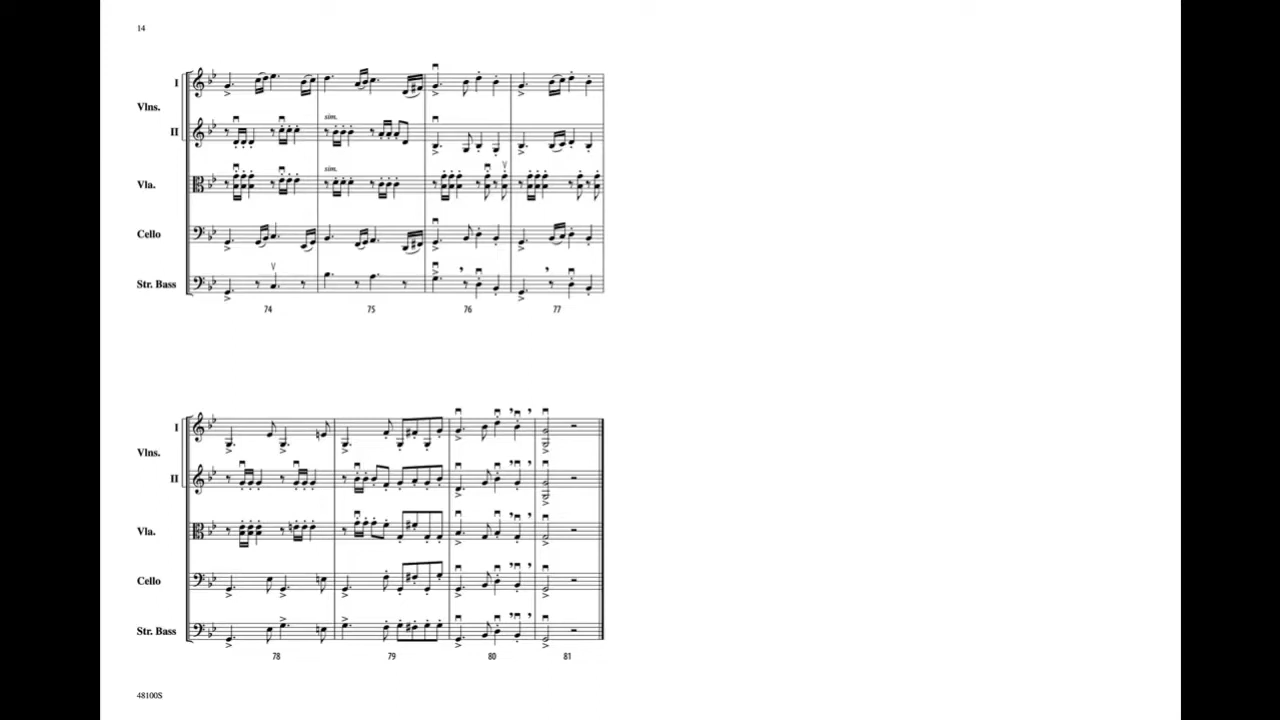 14
I
Vlns.
II
sim.
sim.
Vla.
Cello
Str. Bass
74 75 76 77
I
Vlns.
II
Vla.
Cello
Str. Bass
78 79 80 81
48100S